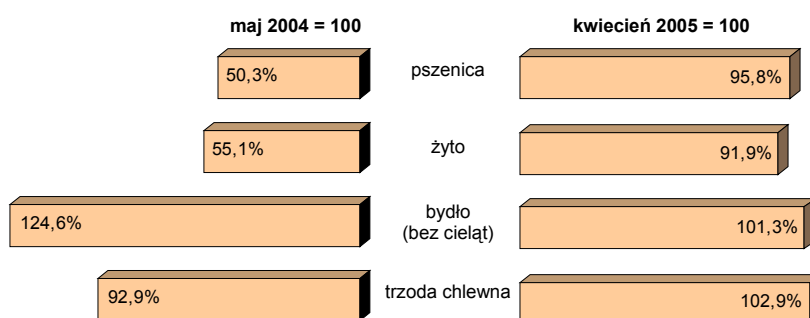 maj 2004 = 100 kwiecień 2005 = 100
50,3% pszenica 95,8%
55,1% żyto 91,9%
124,6% bydło (bez cieląt) 101,3%
92,9% trzoda chlewna 102,9%